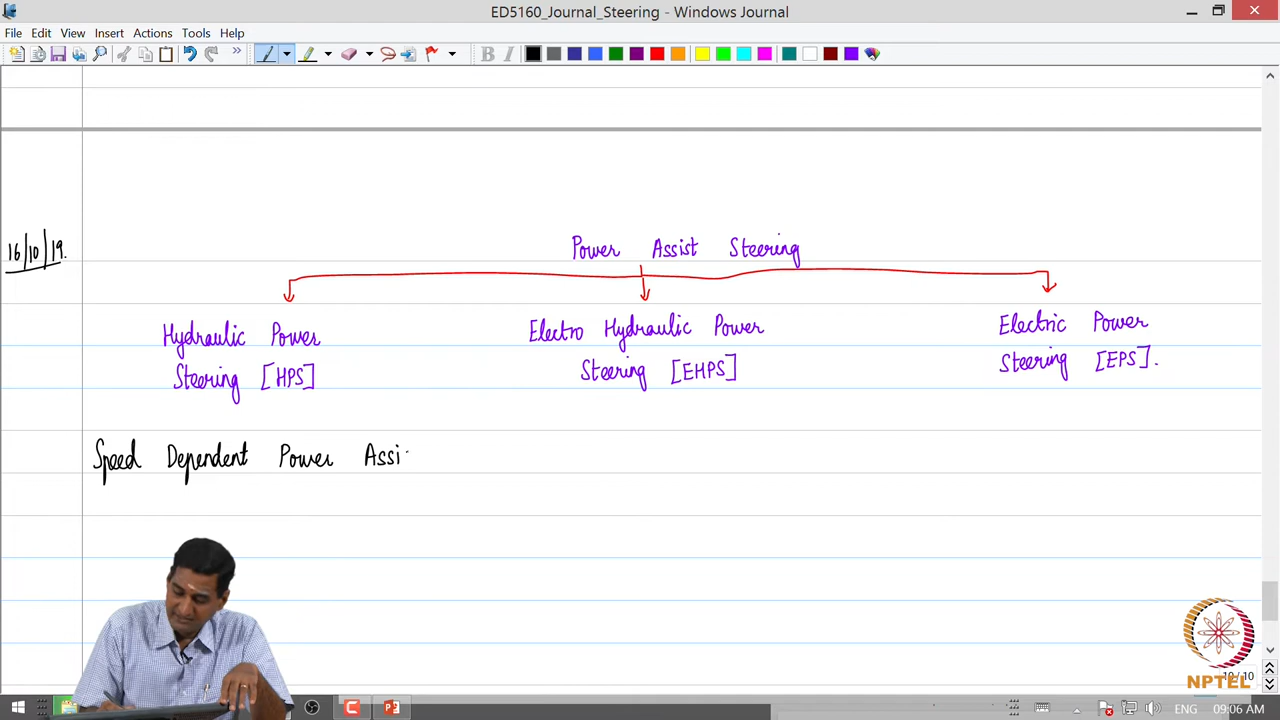 ED5160_Journal_Steering - Windows Journal
File Edit View Insert Actions Tools Help
16/10/19.
Power Assist Steering
Hydraulic Power
Steering [HPS]
Electro Hydraulic Power
Steering [EHPS]
Electric Power
Steering [EPS].
Speed Dependent Power Assi
NPTEL
10/10
ENG 09:06 AM